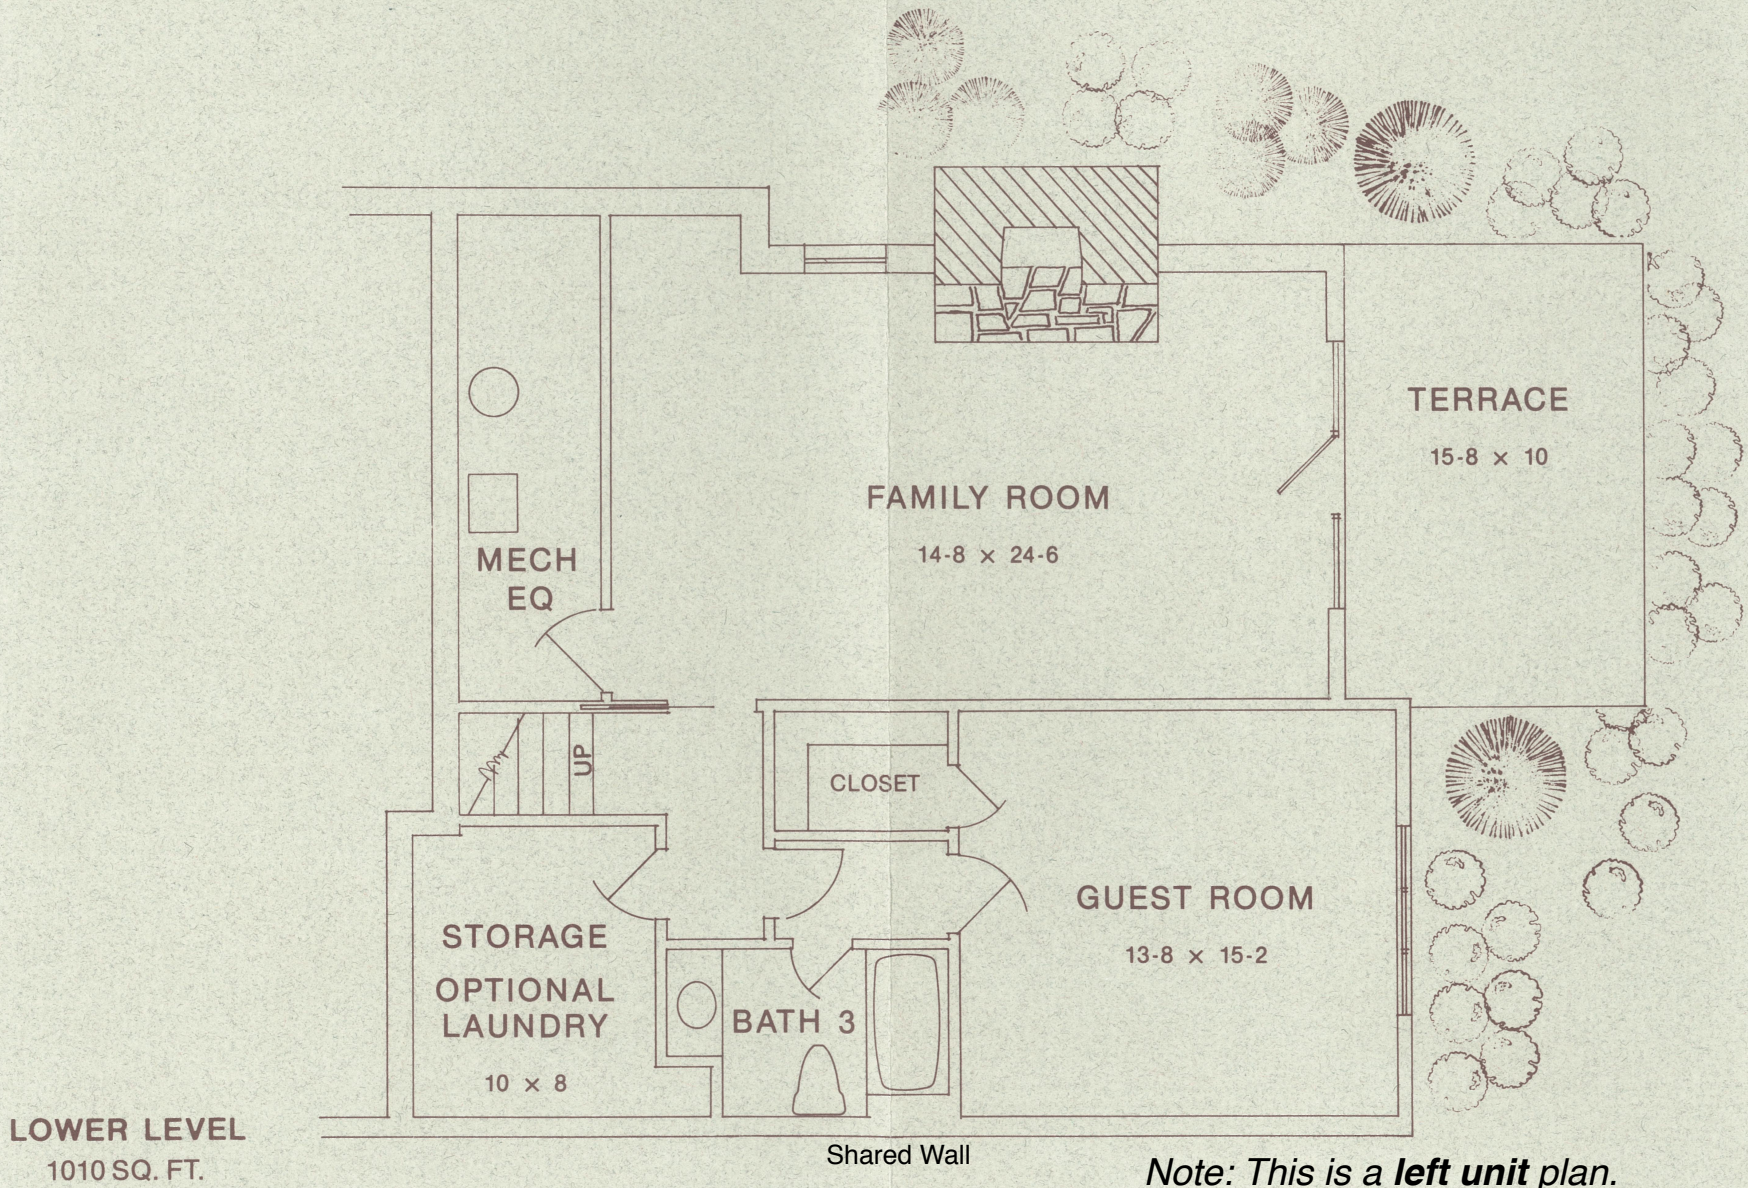 TERRACE
15-8 × 10
FAMILY ROOM
14-8 × 24-6
MECH
EQ
UP
CLOSET
GUEST ROOM
13-8 × 15-2
STORAGE
OPTIONAL
LAUNDRY
10 × 8
BATH 3
LOWER LEVEL
1010 SQ. FT.
Shared Wall
Note: This is a left unit plan.